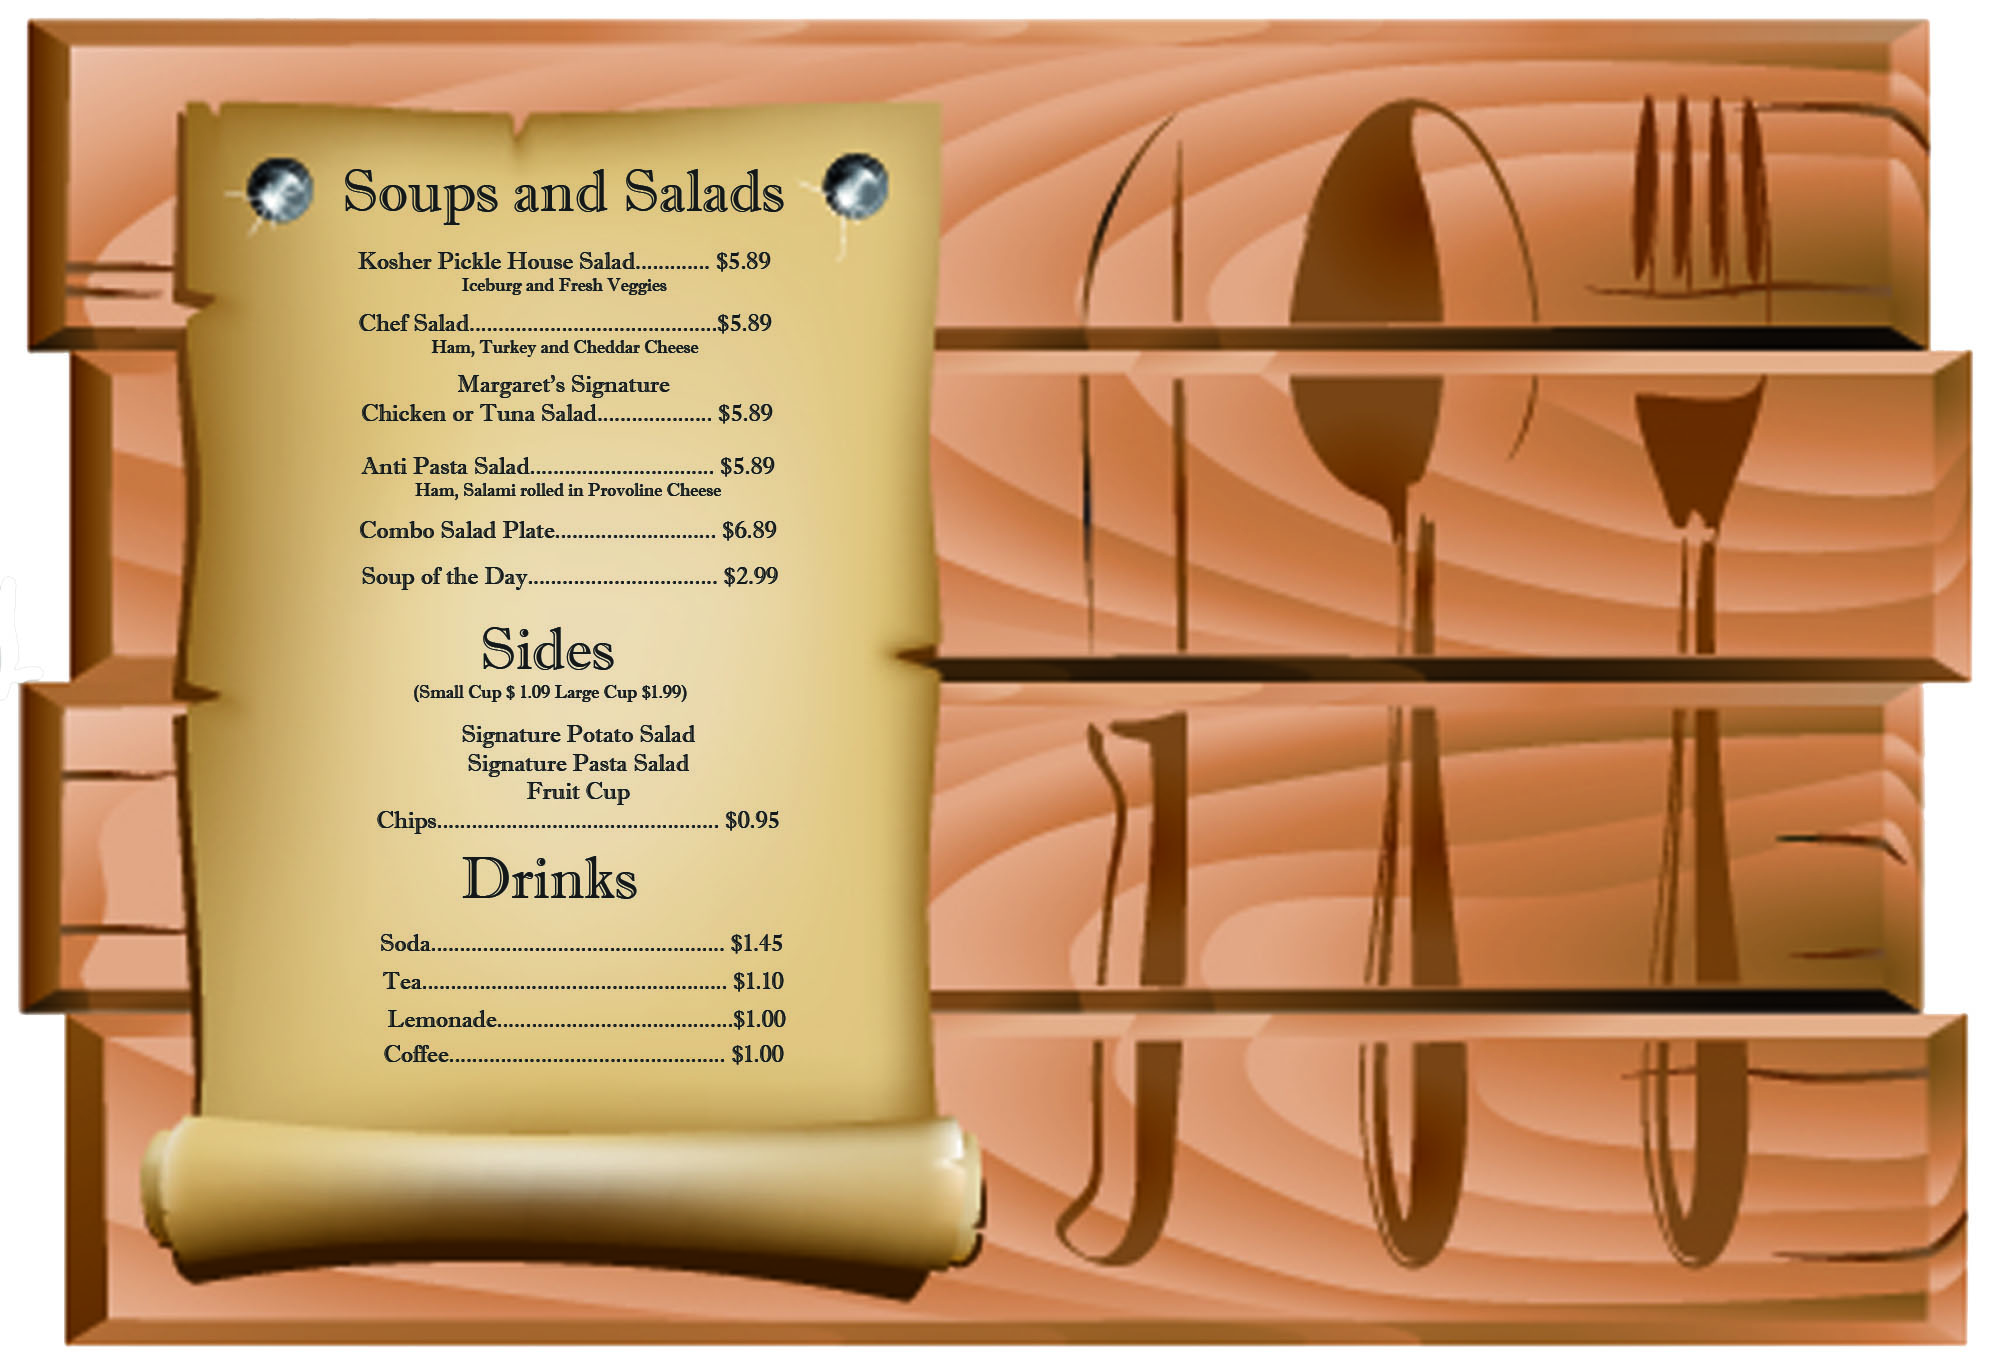 Soups and Salads
Kosher Pickle House Salad............. $5.89
Iceburg and Fresh Veggies
Chef Salad...........................................$5.89
Ham, Turkey and Cheddar Cheese
Margaret's Signature
Chicken or Tuna Salad.................... $5.89
Anti Pasta Salad................................ $5.89
Ham, Salami rolled in Provoline Cheese
Combo Salad Plate............................ $6.89
Soup of the Day................................. $2.99
Sides
(Small Cup $ 1.09 Large Cup $1.99)
Signature Potato Salad
Signature Pasta Salad
Fruit Cup
Chips................................................. $0.95
Drinks
Soda................................................... $1.45
Tea..................................................... $1.10
Lemonade.........................................$1.00
Coffee................................................ $1.00